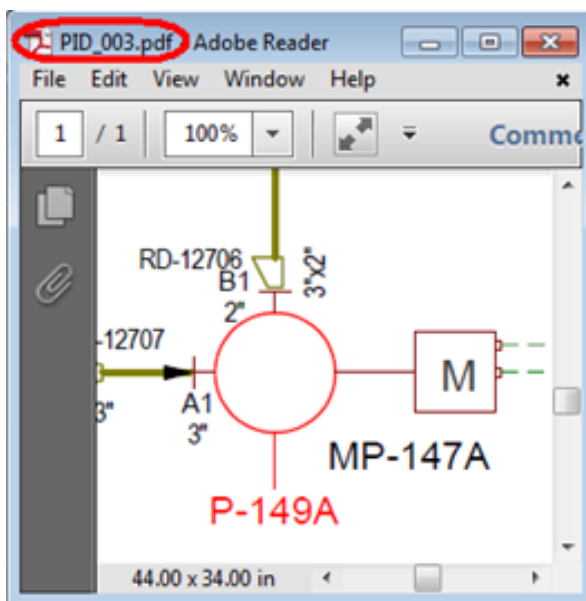 PID_003.pdf - Adobe Reader
File Edit View Window Help
1 / 1 100% Comm
RD-12706
B1
2"
3"x2"
-12707
3"
A1
3"
M
MP-147A
P-149A
44.00 x 34.00 in